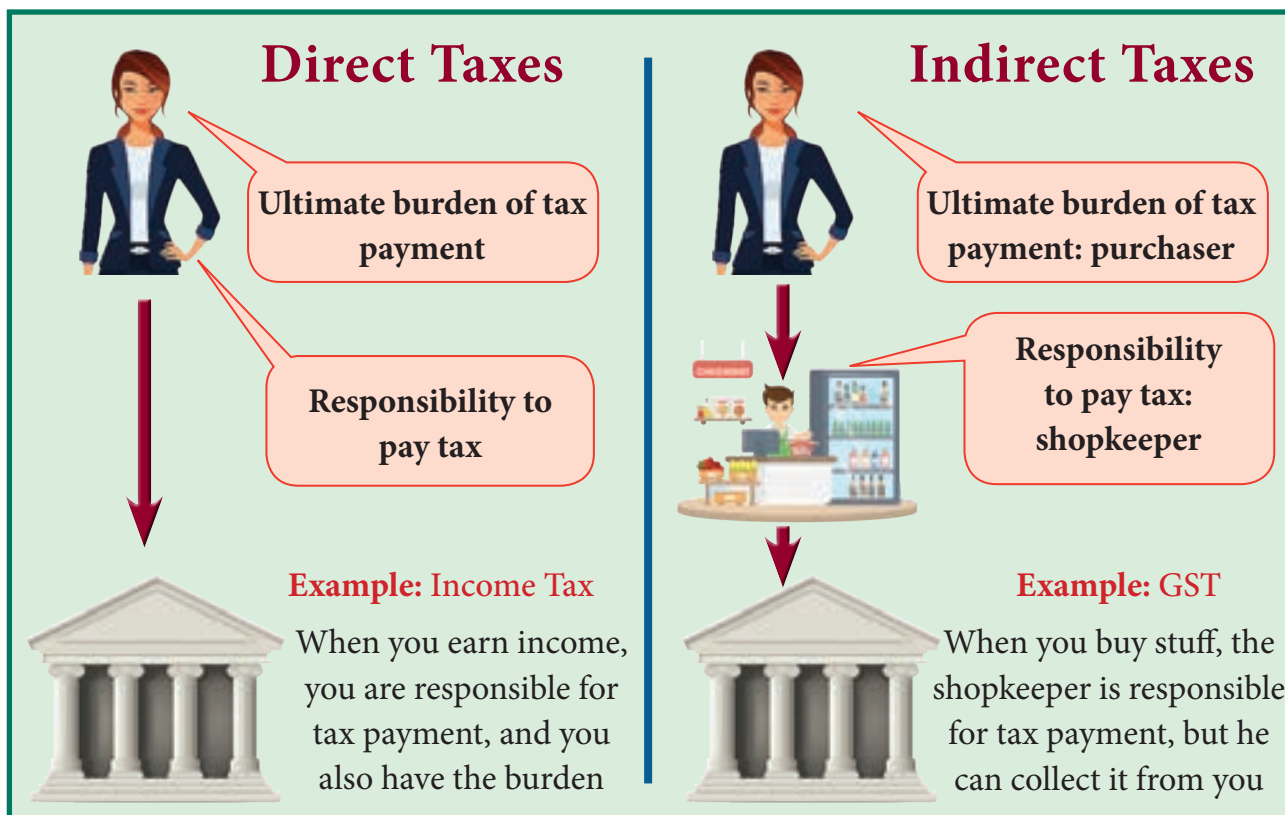 Direct Taxes
Ultimate burden of tax
payment
Responsibility to
pay tax
Example: Income Tax
When you earn income,
you are responsible for
tax payment, and you
also have the burden
Indirect Taxes
Ultimate burden of tax
payment: purchaser
Responsibility
to pay tax:
shopkeeper
Example: GST
When you buy stuff, the
shopkeeper is responsible
for tax payment, but he
can collect it from you